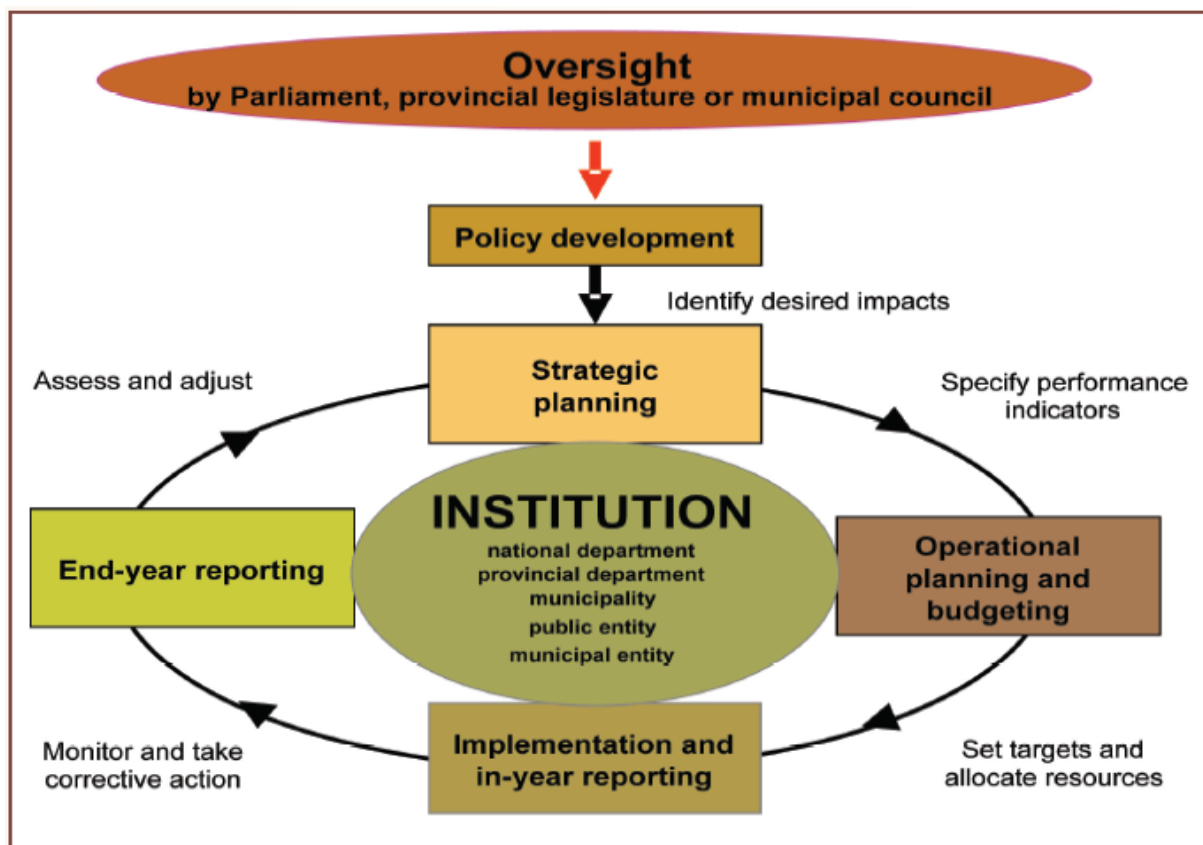 Oversight
by Parliament, provincial legislature or municipal council
Policy development
Identify desired impacts
Strategic
planning
Assess and adjust
Specify performance
indicators
INSTITUTION
national department
provincial department
municipality
public entity
municipal entity
End-year reporting
Operational
planning and
budgeting
Implementation and
in-year reporting
Monitor and take
corrective action
Set targets and
allocate resources